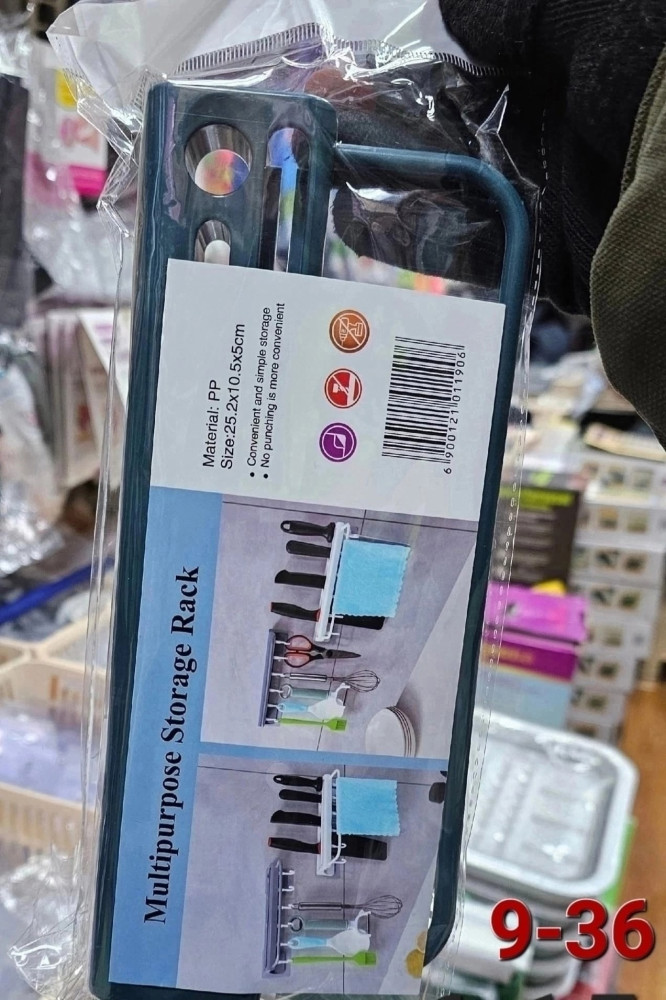 Multipurpose Storage Rack
Material: PP
Size:25.2x10.5x5cm
• Convenient and simple storage
• No punching is more convenient
6 900121 011906
9-36